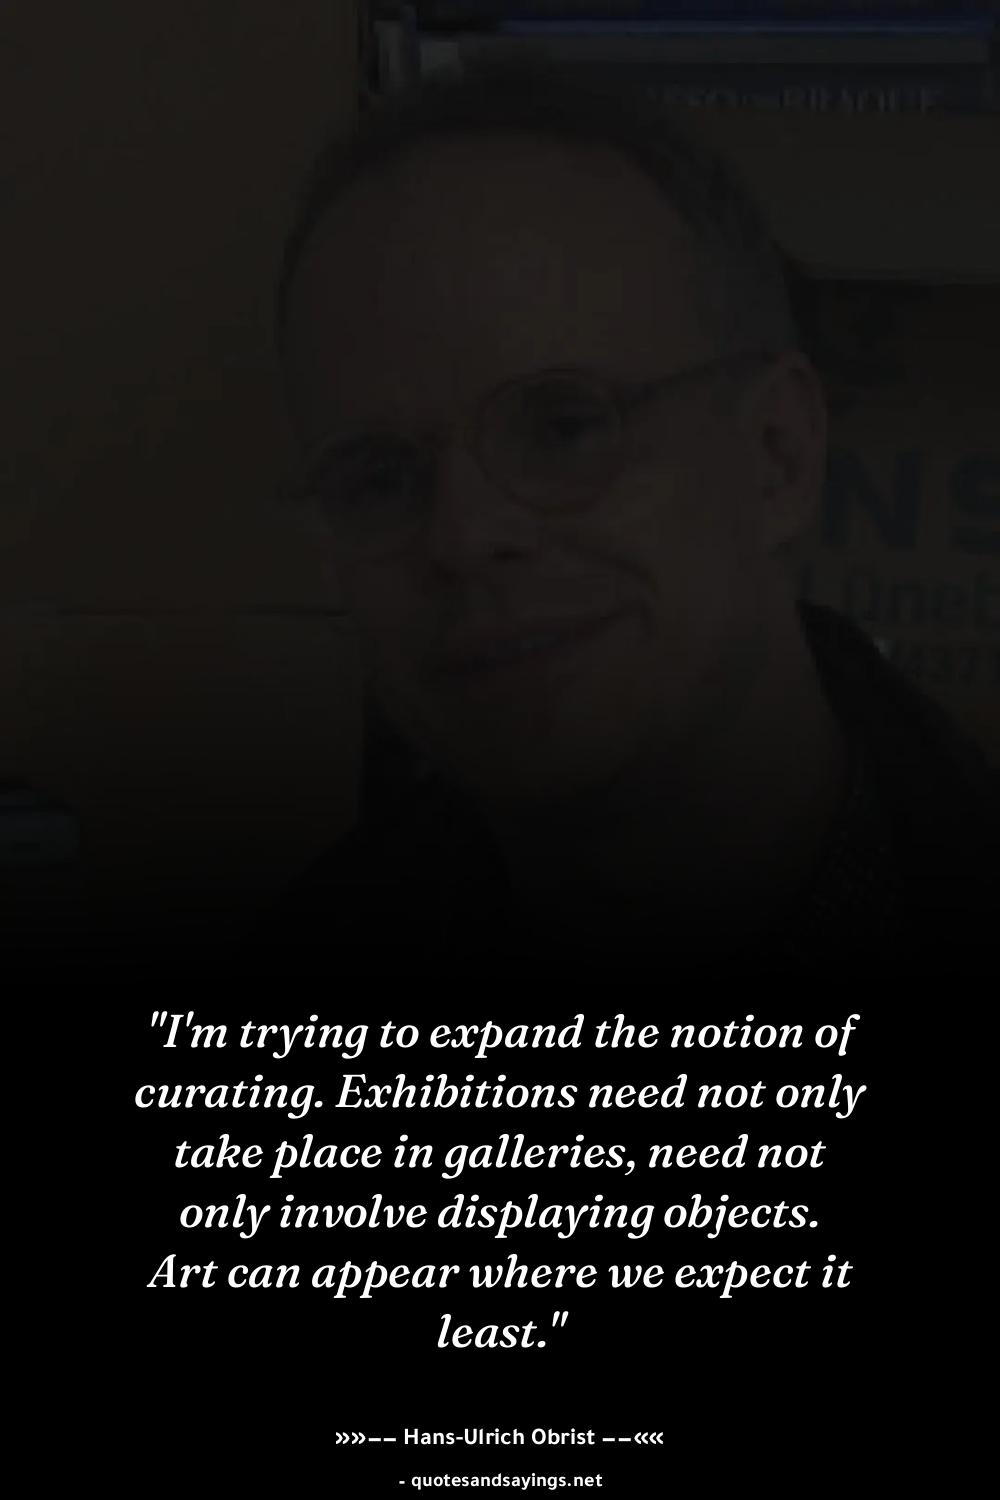 "I'm trying to expand the notion of
curating. Exhibitions need not only
take place in galleries, need not
only involve displaying objects.
Art can appear where we expect it
least."
»»—— Hans-Ulrich Obrist ——««
- quotesandsayings.net